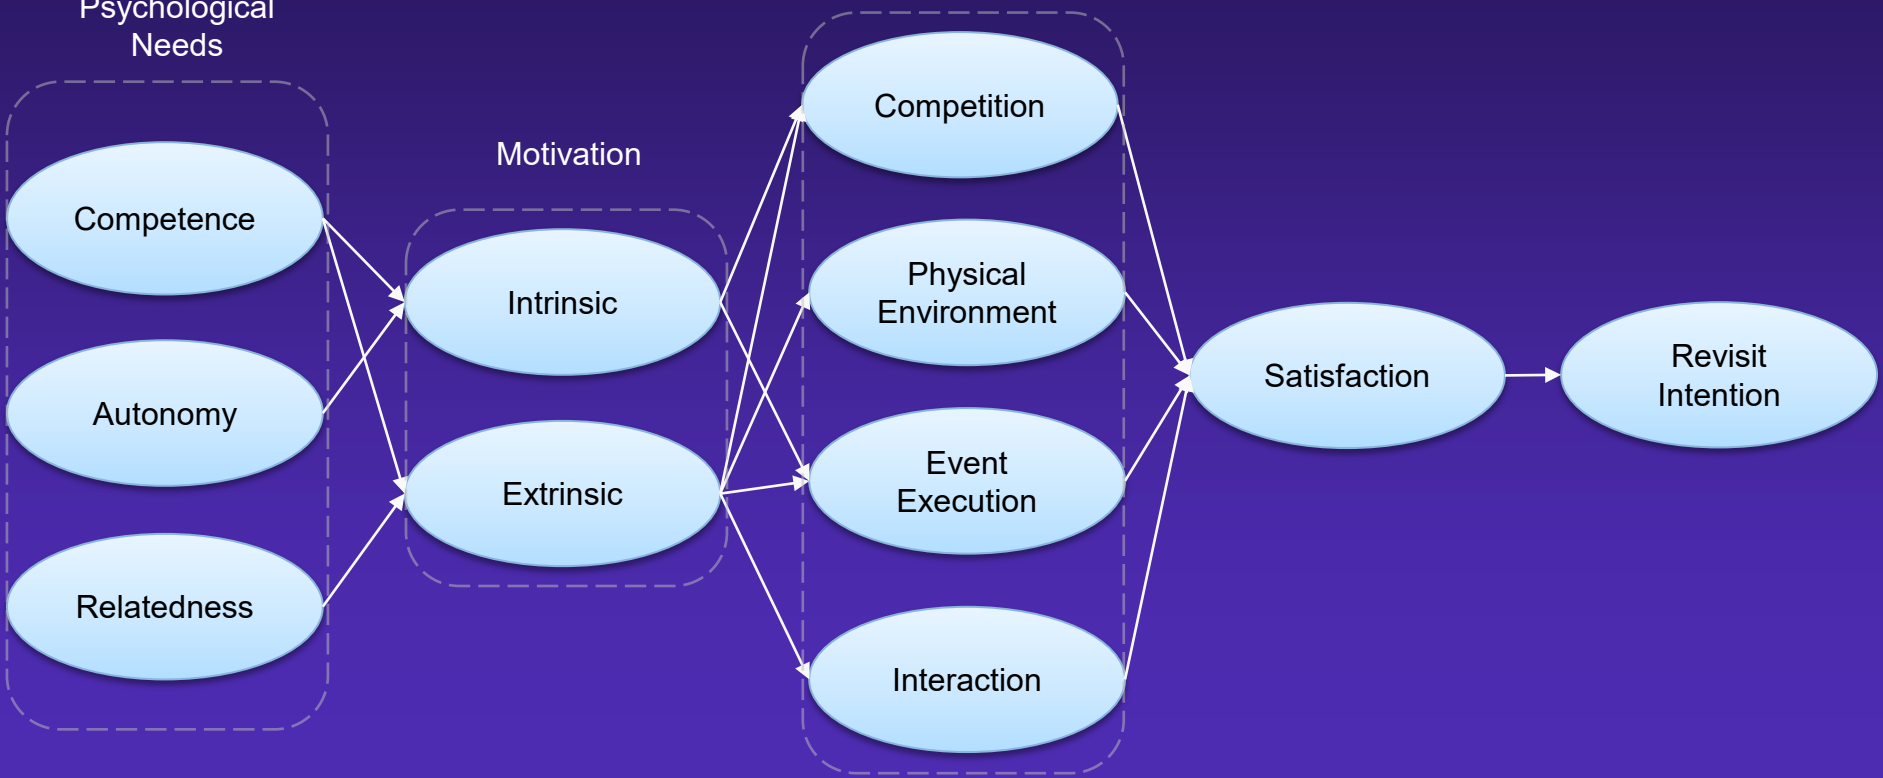 Psychological
Needs
Competence
Autonomy
Relatedness
Motivation
Intrinsic
Extrinsic
Competition
Physical
Environment
Event
Execution
Interaction
Satisfaction
Revisit
Intention